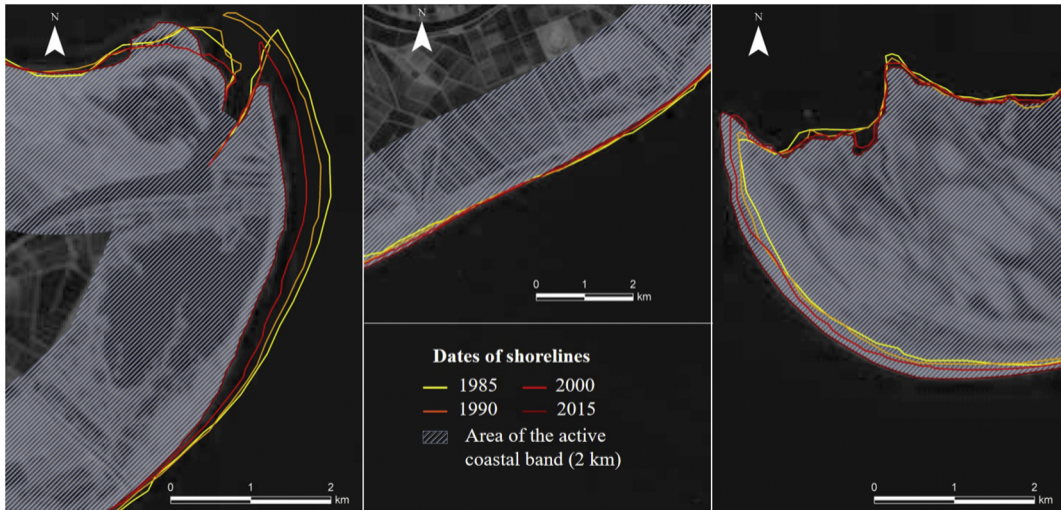 N
0 1 2
km
N
0 1 2
km
Dates of shorelines
1985 2000
1990 2015
Area of the active
coastal band (2 km)
N
0 1 2
km